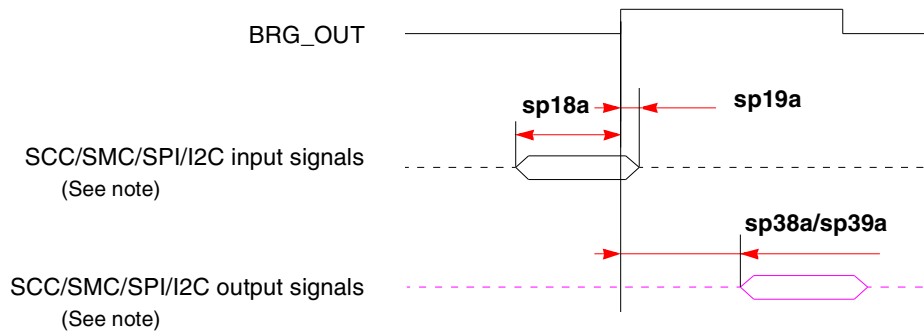 BRG_OUT
sp18a
sp19a
SCC/SMC/SPI/I2C input signals
(See note)
sp38a/sp39a
SCC/SMC/SPI/I2C output signals
(See note)